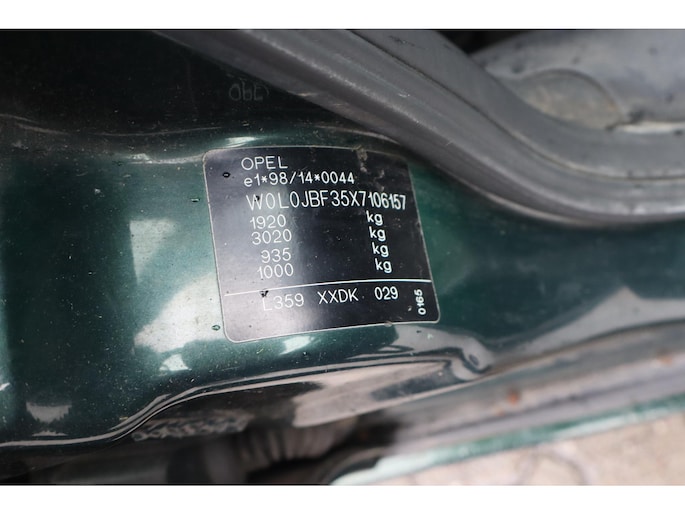 OPEL
e1*98/14*0044
W0L0JBF35X7106157
1920 kg
3020 kg
935 kg
1000 kg
L359 XXDK 029
0165